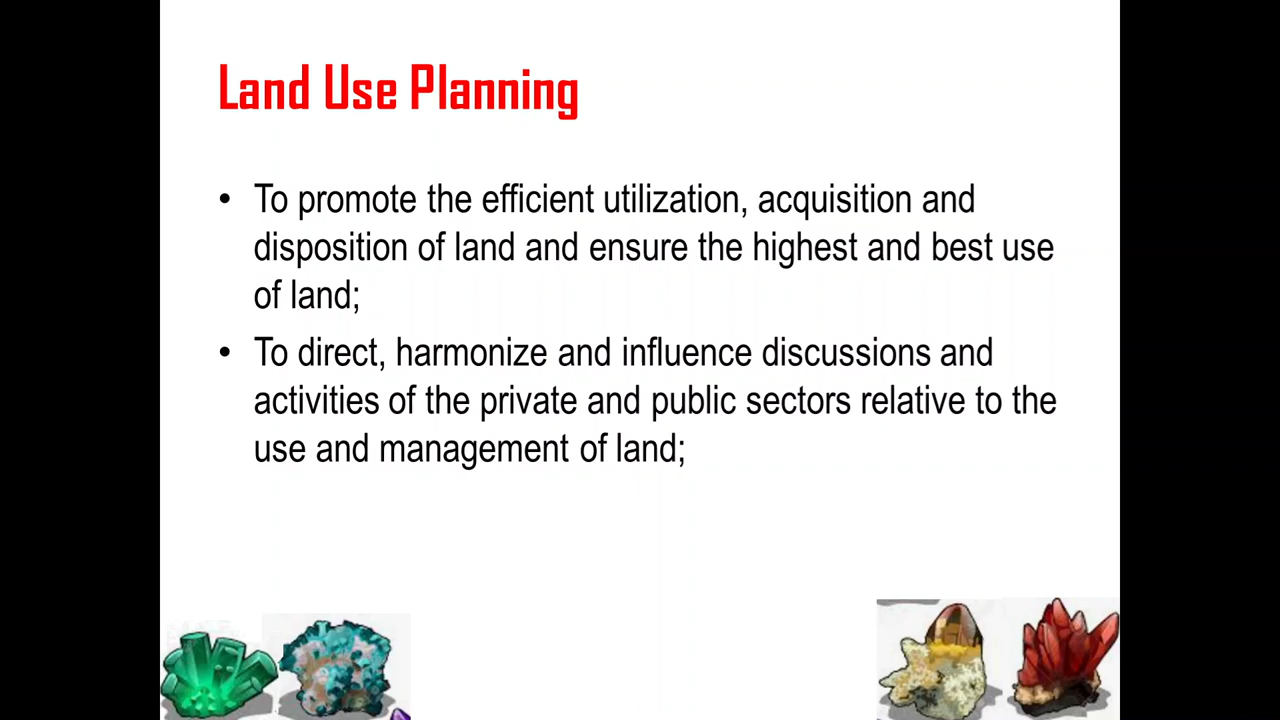 Land Use Planning
• To promote the efficient utilization, acquisition and
disposition of land and ensure the highest and best use
of land;
• To direct, harmonize and influence discussions and
activities of the private and public sectors relative to the
use and management of land;